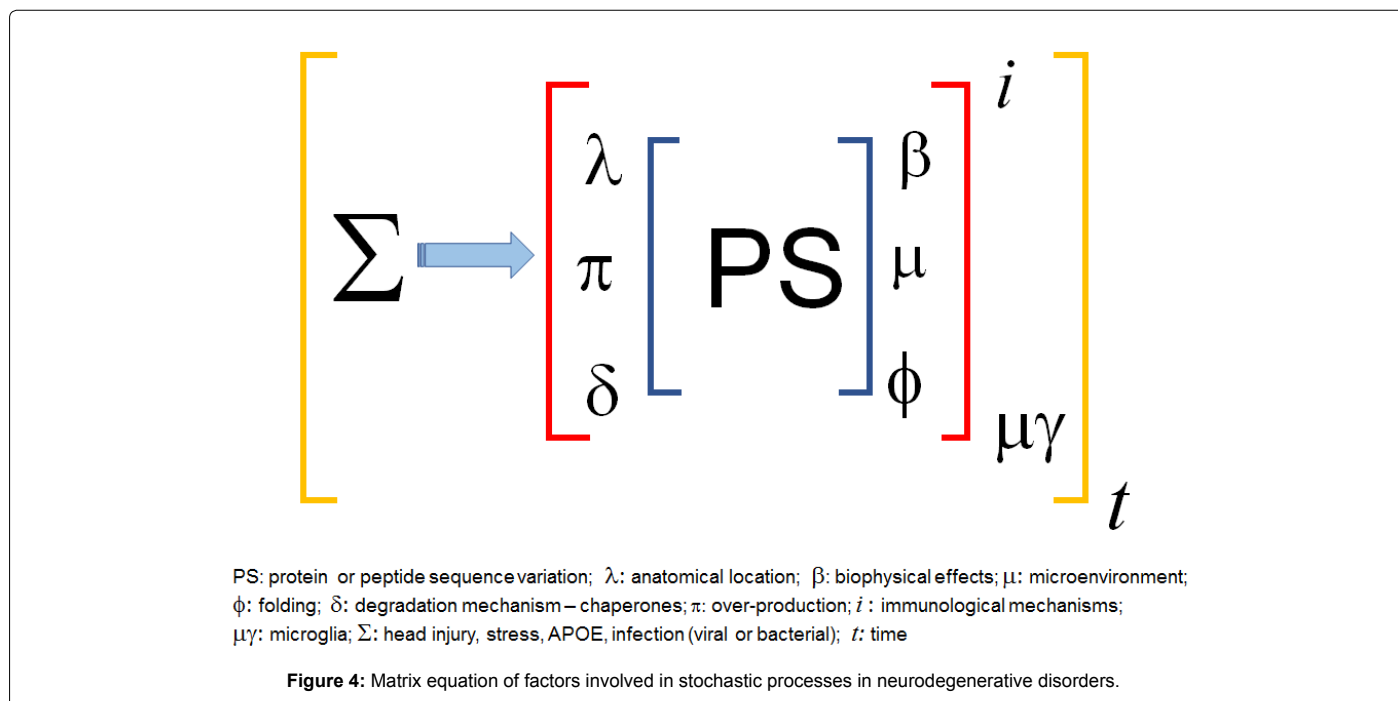 i
λ β
Σ π PS μ
δ φ
μγ
t
PS: protein or peptide sequence variation; λ: anatomical location; β: biophysical effects; μ: microenvironment;
φ: folding; δ: degradation mechanism – chaperones; π: over-production; i : immunological mechanisms;
μγ: microglia; Σ: head injury, stress, APOE, infection (viral or bacterial); t: time
Figure 4: Matrix equation of factors involved in stochastic processes in neurodegenerative disorders.